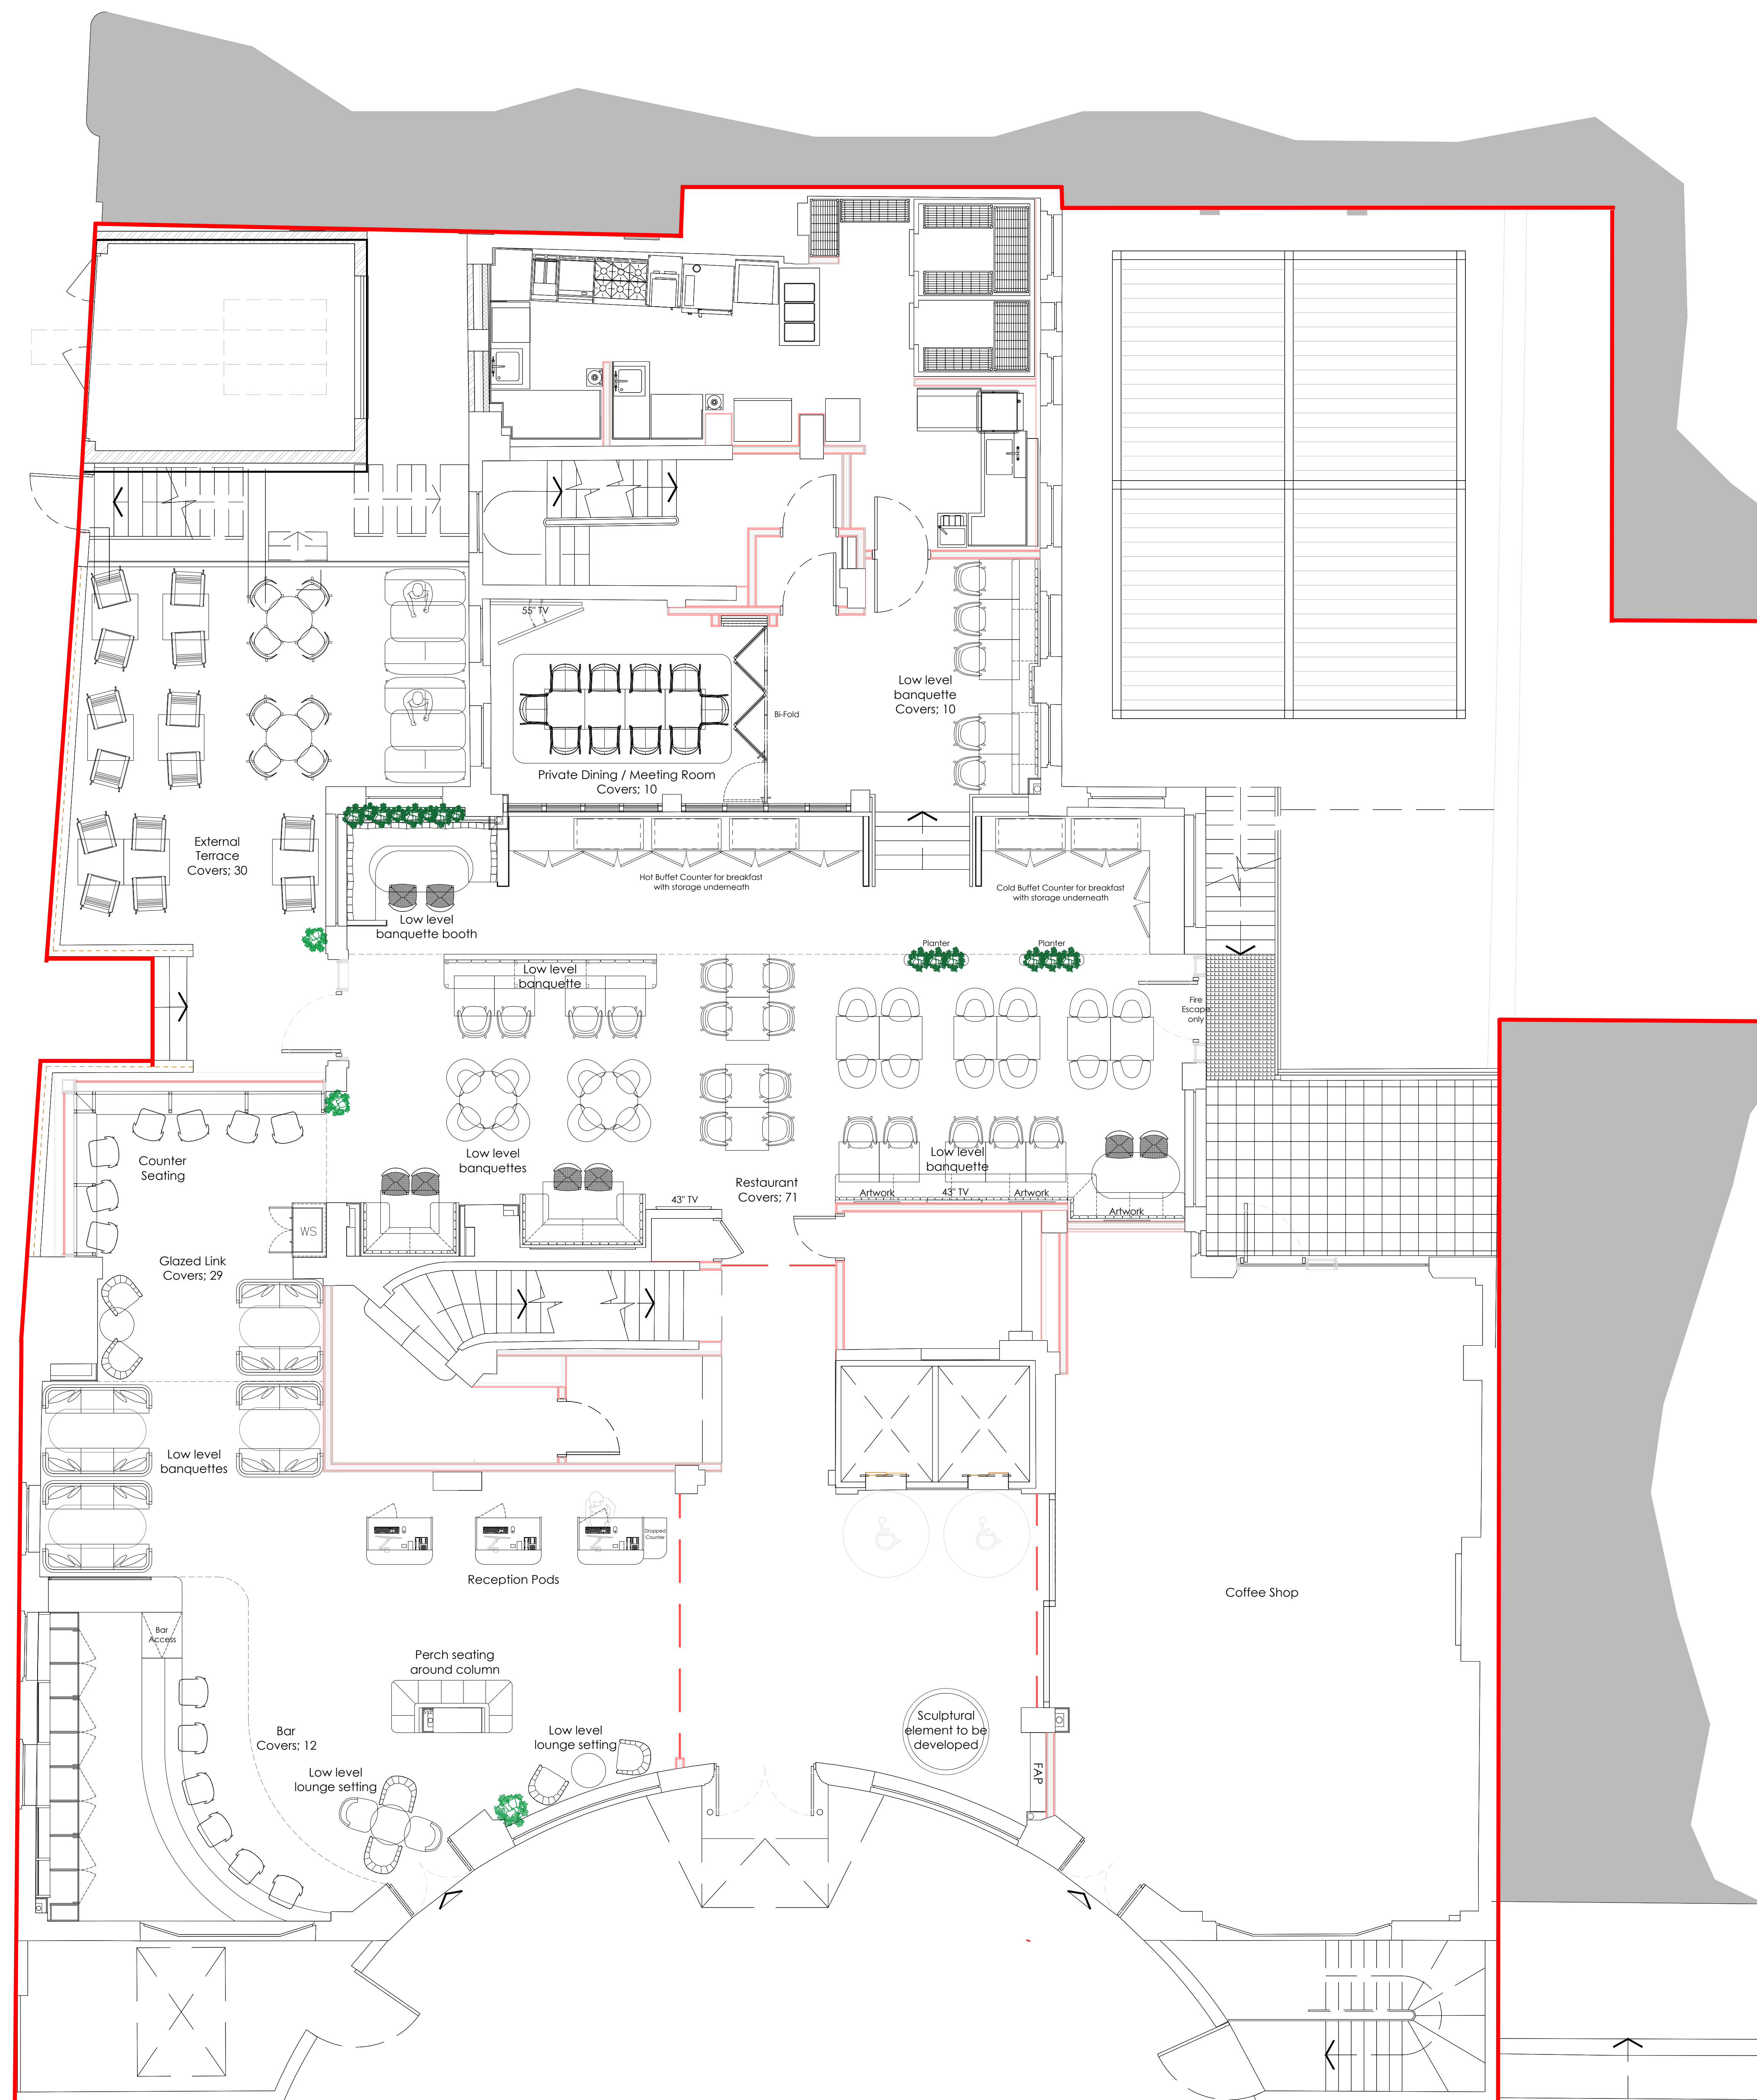 55" TV
Low level
banquette
Covers; 10
Bi-Fold
Private Dining / Meeting Room
Covers; 10
External
Terrace
Covers; 30
Hot Buffet Counter for breakfast
with storage underneath
Cold Buffet Counter for breakfast
with storage underneath
Low level
banquette booth
Planter
Planter
Low level
banquette
Fire
Escape
only
Counter
Seating
Low level
banquettes
Low level
banquette
Restaurant
Covers; 71
43" TV
Artwork
43" TV
Artwork
Artwork
WS
Glazed Link
Covers; 29
Low level
banquettes
Dropped
Counter
Reception Pods
Coffee Shop
Bar
Access
Perch seating
around column
Bar
Covers; 12
Low level
lounge setting
Low level
lounge setting
Sculptural
element to be
developed
FAP